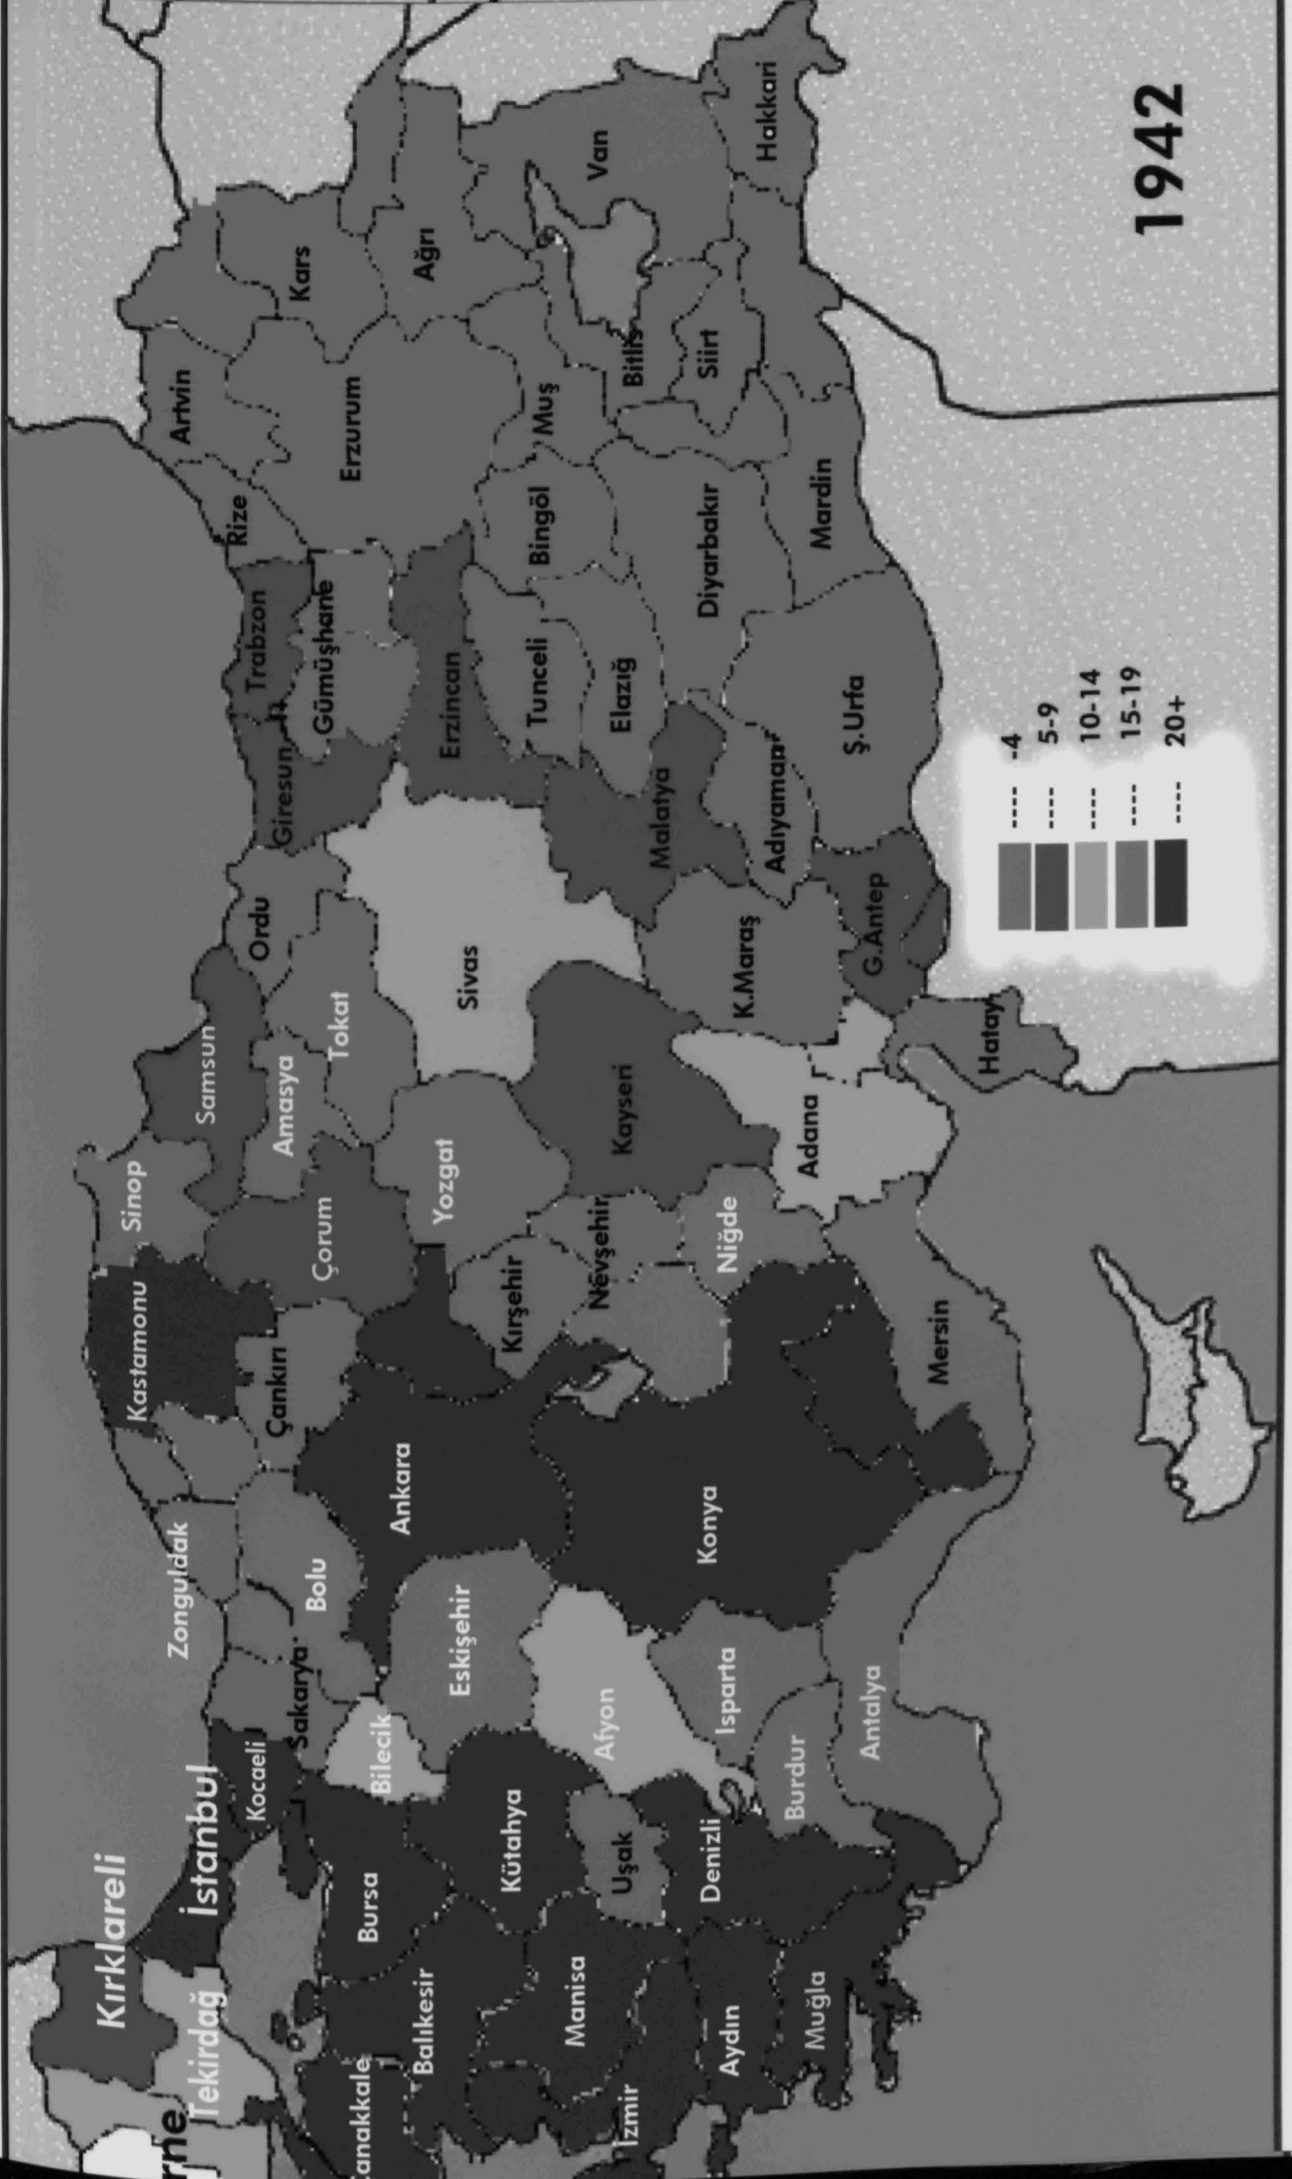 Kırklareli
rne
Tekirdağ
İstanbul
Kocaeli
Sakarya
Zonguldak
Bolu
Kastamonu
Sinop
Samsun
Çankırı
Çorum
Amasya
Tokat
Ordu
Giresun
Trabzon
Gümüşhane
Rize
Artvin
Kars
Erzurum
Ağrı
anakkale
Balıkesir
Bursa
Bilecik
Kütahya
Eskişehir
Ankara
Kırşehir
Yozgat
Sivas
Erzincan
Tunceli
Bingöl
Muş
Bitlis
Van
Hakkari
Siirt
Manisa
İzmir
Uşak
Afyon
Aydın
Denizli
Muğla
Burdur
Isparta
Antalya
Konya
Nevşehir
Niğde
Kayseri
Mersin
Adana
Hatay
K.Maraş
Malatya
Elazığ
Adıyaman
G.Antep
Ş.Urfa
Diyarbakır
Mardin
---- -4
---- 5-9
---- 10-14
---- 15-19
---- 20+
1942